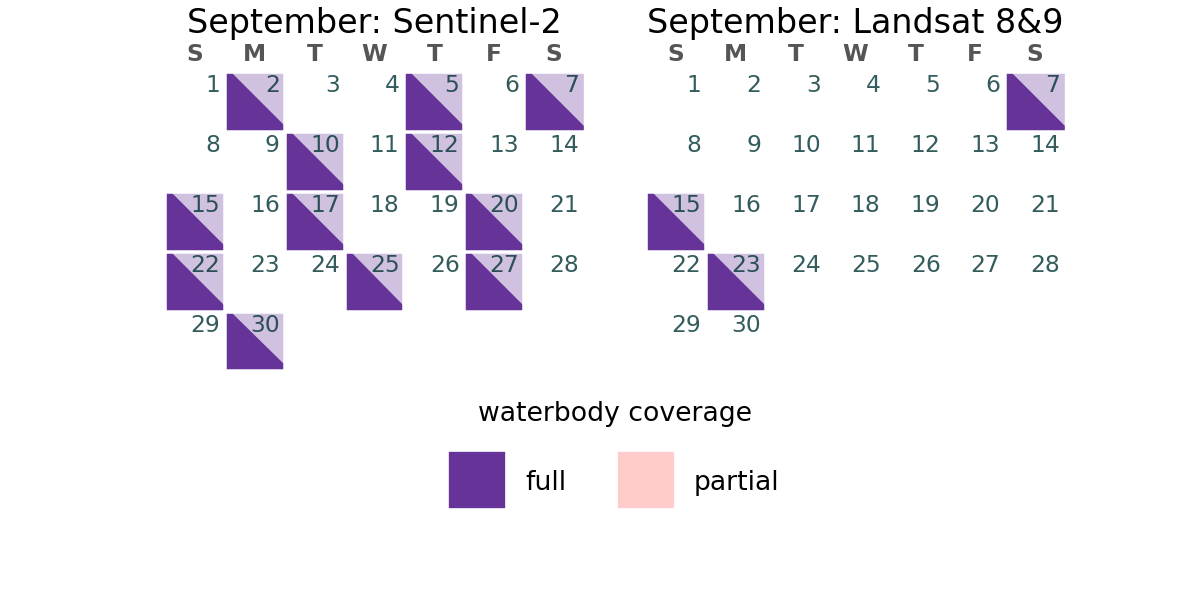 September: Sentinel-2
S M T W T F S
1 2 3 4 5 6 7
8 9 10 11 12 13 14
15 16 17 18 19 20 21
22 23 24 25 26 27 28
29 30
September: Landsat 8&9
S M T W T F S
1 2 3 4 5 6 7
8 9 10 11 12 13 14
15 16 17 18 19 20 21
22 23 24 25 26 27 28
29 30
waterbody coverage
full partial